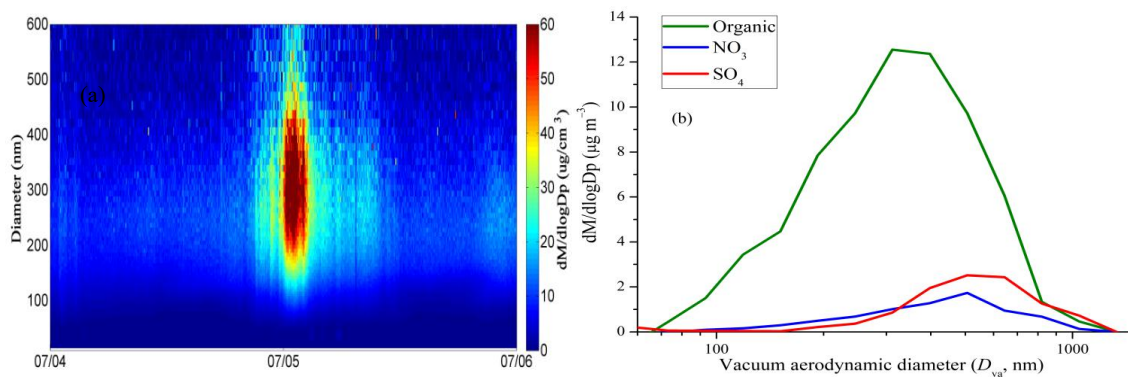 600
500
400
300
200
100
Diameter (nm)
(a)
07/04
07/05
07/06
60
50
40
30
20
10
0
dM/dlogDp (ug/cm³)
14
12
10
8
6
4
2
0
dM/dlogDp (μg m⁻³)
Organic
NO₃
SO₄
(b)
100
1000
Vacuum aerodynamic diameter (Dva, nm)